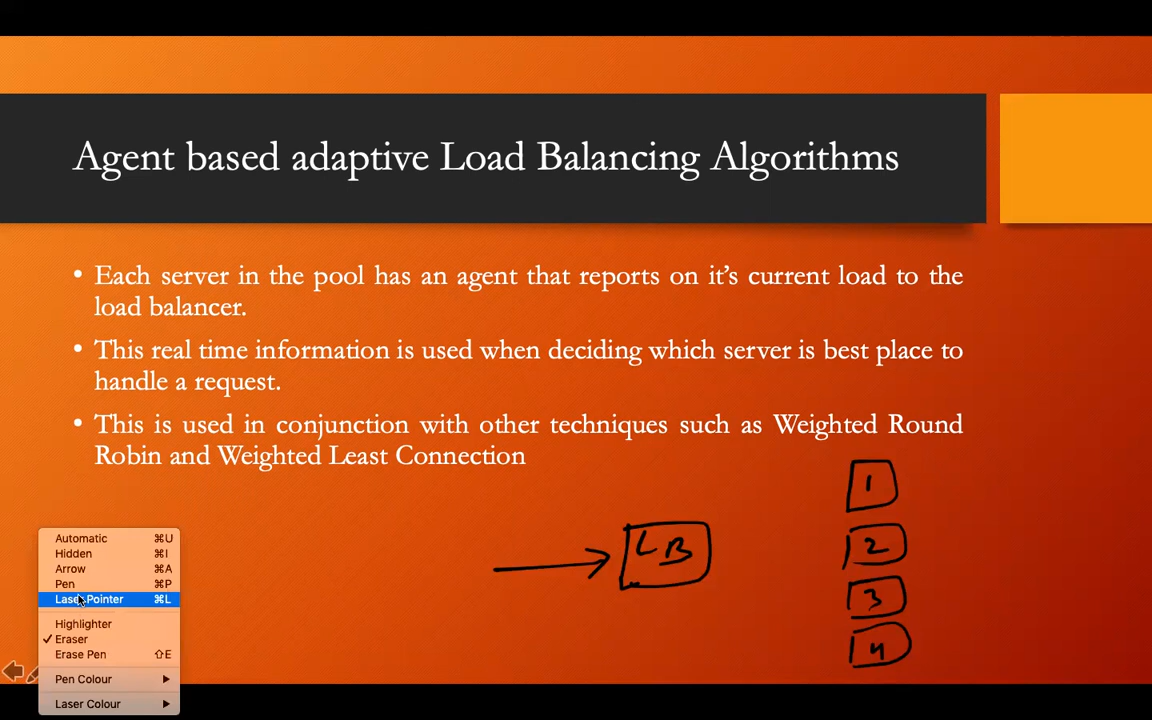 Agent based adaptive Load Balancing Algorithms
• Each server in the pool has an agent that reports on it's current load to the
load balancer.
• This real time information is used when deciding which server is best place to
handle a request.
• This is used in conjunction with other techniques such as Weighted Round
Robin and Weighted Least Connection
1
LB
2
3
4
Automatic ⌘U
Hidden ⌘I
Arrow ⌘A
Pen ⌘P
Laser Pointer ⌘L
Highlighter
✓ Eraser
Erase Pen ⇧E
Pen Colour
Laser Colour